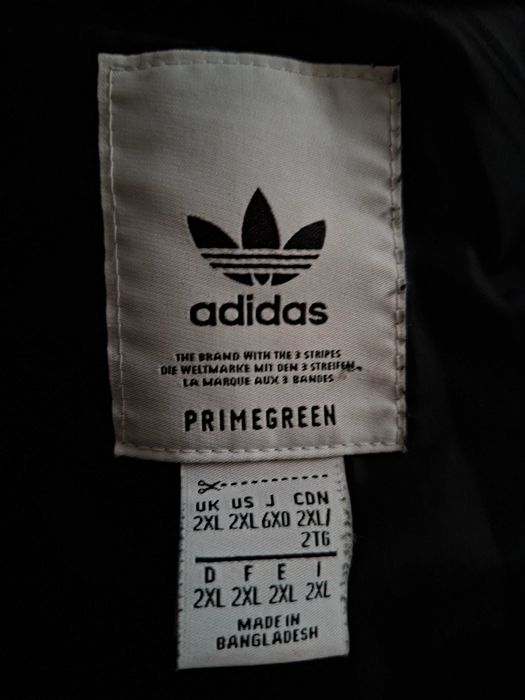 adidas
THE BRAND WITH THE 3 STRIPES
DIE WELTMARKE MIT DEN 3 STREIFEN
LA MARQUE AUX 3 BANDES
PRIMEGREEN
UK US J CDN
2XL 2XL 6XO 2XL/
2TG
D F E I
2XL 2XL 2XL 2XL
MADE IN
BANGLADESH